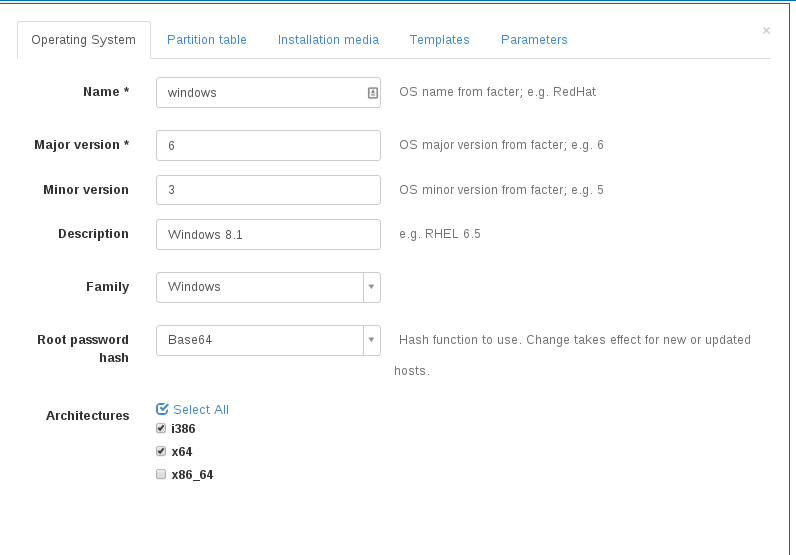 Operating System Partition table Installation media Templates Parameters ×
Name * windows OS name from facter; e.g. RedHat
Major version * 6 OS major version from facter; e.g. 6
Minor version 3 OS minor version from facter; e.g. 5
Description Windows 8.1 e.g. RHEL 6.5
Family Windows
Root password Base64 Hash function to use. Change takes effect for new or updated
hash
hosts.
Architectures Select All
i386
x64
x86_64